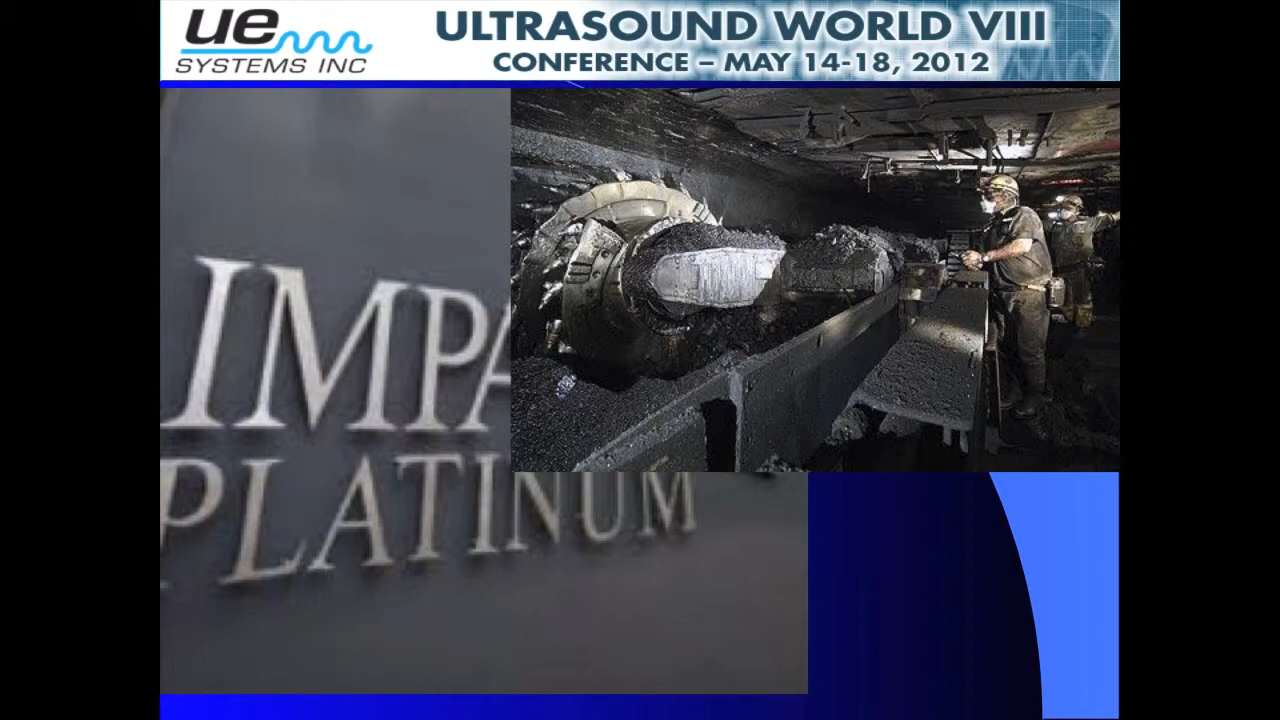 ue
SYSTEMS INC
ULTRASOUND WORLD VIII
CONFERENCE – MAY 14-18, 2012
IMPA
PLATINUM